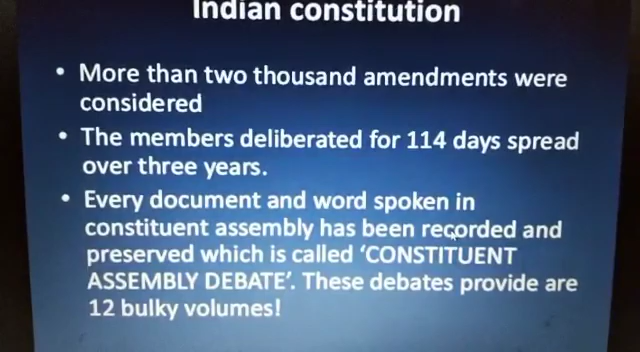 Indian constitution
• More than two thousand amendments were
considered
• The members deliberated for 114 days spread
over three years.
• Every document and word spoken in
constituent assembly has been recorded and
preserved which is called ‘CONSTITUENT
ASSEMBLY DEBATE’. These debates provide are
12 bulky volumes!